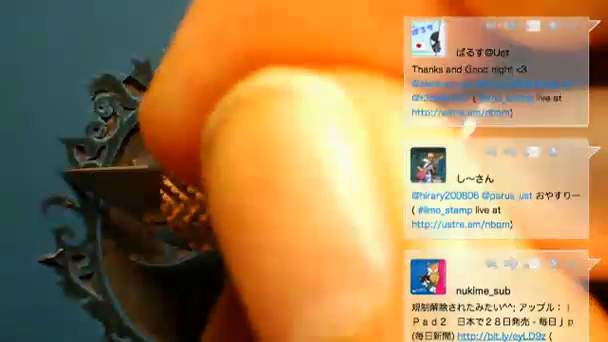 ぱるす@Ust
Thanks and Good night <3
live at
http://ustre.am/nbqm)
し～さん
@hirary200806 @parus_ust おやすりー
( #limo_stamp live at
http://ustre.am/nbqm)
nukime_sub
規制解除されたみたい^^; アップル：ｉ
Ｐａｄ２ 日本で２８日発売 - 毎日ｊｐ
(毎日新聞) http://bit.ly/eyLD9z (